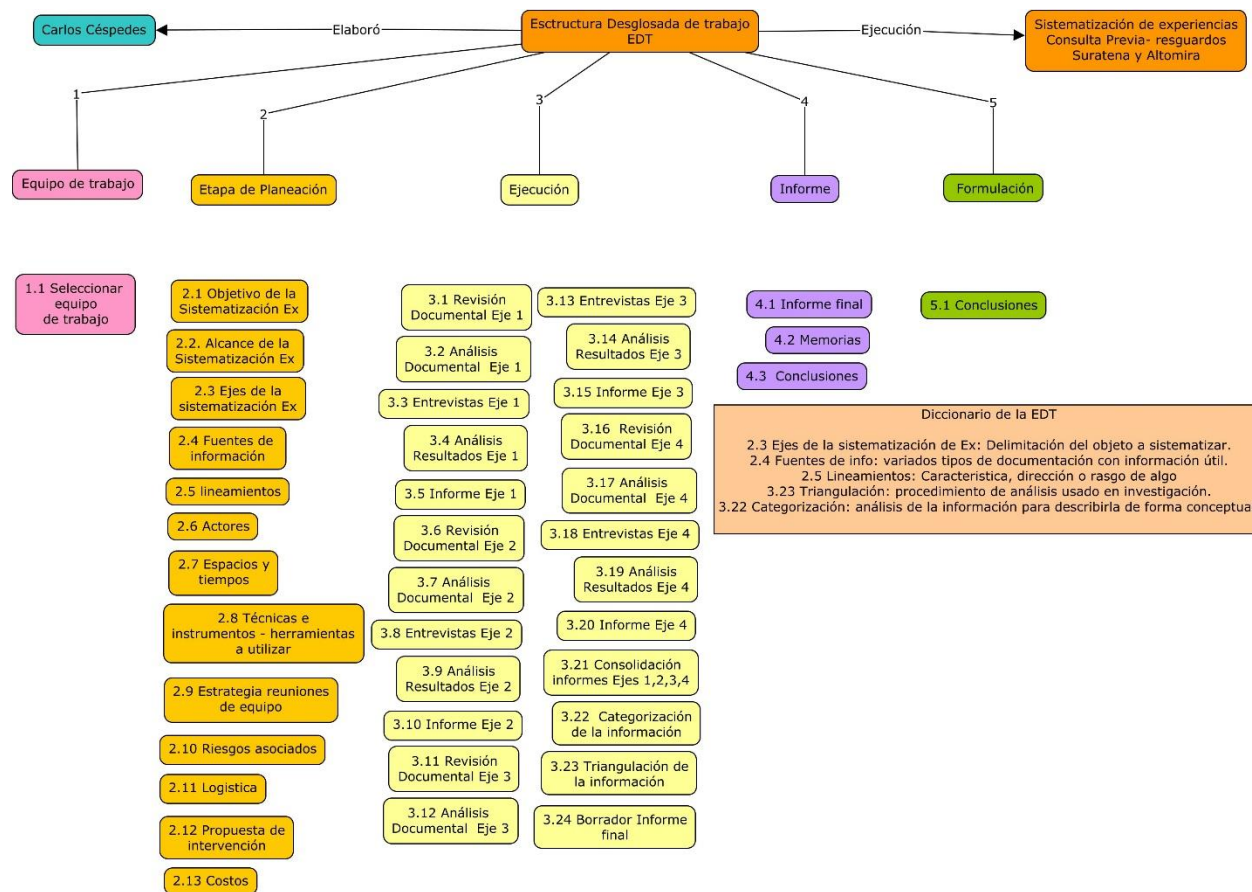 Carlos Céspedes
Elaboró
Esctructura Desglosada de trabajo
EDT
Ejecución
Sistematización de experiencias
Consulta Previa- resguardos
Suratena y Altomira
1
2
3
4
5
Equipo de trabajo
Etapa de Planeación
Ejecución
Informe
Formulación
1.1 Seleccionar
equipo
de trabajo
2.1 Objetivo de la
Sistematización Ex
2.2. Alcance de la
Sistematización Ex
2.3 Ejes de la
sistematización Ex
2.4 Fuentes de
información
2.5 lineamientos
2.6 Actores
2.7 Espacios y
tiempos
2.8 Técnicas e
instrumentos - herramientas
a utilizar
2.9 Estrategia reuniones
de equipo
2.10 Riesgos asociados
2.11 Logistica
2.12 Propuesta de
intervención
2.13 Costos
3.1 Revisión
Documental Eje 1
3.2 Análisis
Documental Eje 1
3.3 Entrevistas Eje 1
3.4 Análisis
Resultados Eje 1
3.5 Informe Eje 1
3.6 Revisión
Documental Eje 2
3.7 Análisis
Documental Eje 2
3.8 Entrevistas Eje 2
3.9 Análisis
Resultados Eje 2
3.10 Informe Eje 2
3.11 Revisión
Documental Eje 3
3.12 Análisis
Documental Eje 3
3.13 Entrevistas Eje 3
3.14 Análisis
Resultados Eje 3
3.15 Informe Eje 3
3.16 Revisión
Documental Eje 4
3.17 Análisis
Documental Eje 4
3.18 Entrevistas Eje 4
3.19 Análisis
Resultados Eje 4
3.20 Informe Eje 4
3.21 Consolidación
informes Ejes 1,2,3,4
3.22 Categorización
de la información
3.23 Triangulación de
la información
3.24 Borrador Informe
final
4.1 Informe final
4.2 Memorias
4.3 Conclusiones
5.1 Conclusiones
Diccionario de la EDT
2.3 Ejes de la sistematización de Ex: Delimitación del objeto a sistematizar.
2.4 Fuentes de info: variados tipos de documentación con información útil.
2.5 Lineamientos: Caracteristica, dirección o rasgo de algo
3.23 Triangulación: procedimiento de análisis usado en investigación.
3.22 Categorización: análisis de la información para describirla de forma conceptua